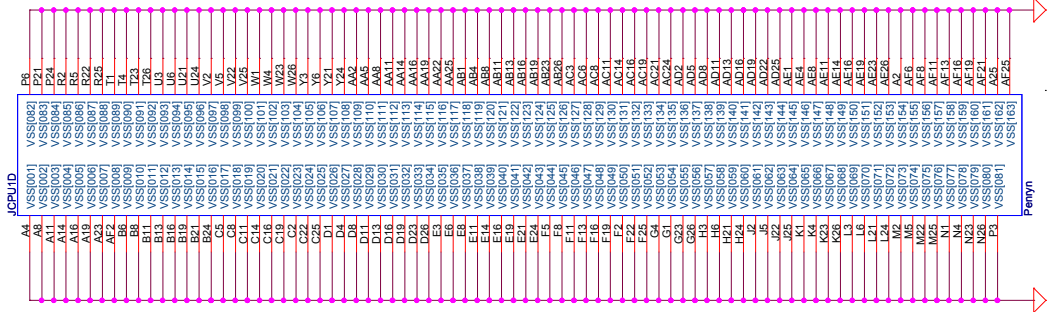 P6 P21 P24 R2 R5 R22 R25 T1 T4 T23 T26 U3 U6 U21 U24 V2 V5 V22 V25 W1 W4 W23 W26 Y3 Y6 Y21 Y24 AA2 AA5 AA8 AA11 AA14 AA16 AA19 AA22 AA25 AB1 AB4 AB8 AB11 AB13 AB16 AB19 AB23 AB26 AC3 AC6 AC8 AC11 AC14 AC16 AC19 AC21 AC24 AD2 AD5 AD8 AD11 AD13 AD16 AD19 AD22 AD25 AE1 AE4 AE8 AE11 AE14 AE16 AE19 AE23 AE26 A2 AF6 AF8 AF11 AF13 AF16 AF19 AF21 A25 AF25
VSS[082] VSS[083] VSS[084] VSS[085] VSS[086] VSS[087] VSS[088] VSS[089] VSS[090] VSS[091] VSS[092] VSS[093] VSS[094] VSS[095] VSS[096] VSS[097] VSS[098] VSS[099] VSS[100] VSS[101] VSS[102] VSS[103] VSS[104] VSS[105] VSS[106] VSS[107] VSS[108] VSS[109] VSS[110] VSS[111] VSS[112] VSS[113] VSS[114] VSS[115] VSS[116] VSS[117] VSS[118] VSS[119] VSS[120] VSS[121] VSS[122] VSS[123] VSS[124] VSS[125] VSS[126] VSS[127] VSS[128] VSS[129] VSS[130] VSS[131] VSS[132] VSS[133] VSS[134] VSS[135] VSS[136] VSS[137] VSS[138] VSS[139] VSS[140] VSS[141] VSS[142] VSS[143] VSS[144] VSS[145] VSS[146] VSS[147] VSS[148] VSS[149] VSS[150] VSS[151] VSS[152] VSS[153] VSS[154] VSS[155] VSS[156] VSS[157] VSS[158] VSS[159] VSS[160] VSS[161] VSS[162] VSS[163]
JCPU1D
VSS[001] VSS[002] VSS[003] VSS[004] VSS[005] VSS[006] VSS[007] VSS[008] VSS[009] VSS[010] VSS[011] VSS[012] VSS[013] VSS[014] VSS[015] VSS[016] VSS[017] VSS[018] VSS[019] VSS[020] VSS[021] VSS[022] VSS[023] VSS[024] VSS[025] VSS[026] VSS[027] VSS[028] VSS[029] VSS[030] VSS[031] VSS[032] VSS[033] VSS[034] VSS[035] VSS[036] VSS[037] VSS[038] VSS[039] VSS[040] VSS[041] VSS[042] VSS[043] VSS[044] VSS[045] VSS[046] VSS[047] VSS[048] VSS[049] VSS[050] VSS[051] VSS[052] VSS[053] VSS[054] VSS[055] VSS[056] VSS[057] VSS[058] VSS[059] VSS[060] VSS[061] VSS[062] VSS[063] VSS[064] VSS[065] VSS[066] VSS[067] VSS[068] VSS[069] VSS[070] VSS[071] VSS[072] VSS[073] VSS[074] VSS[075] VSS[076] VSS[077] VSS[078] VSS[079] VSS[080] VSS[081]
Penryn
A4 A8 A11 A14 A16 A19 A23 AF2 B6 B8 B11 B13 B16 B19 B21 B24 C5 C8 C11 C14 C16 C19 C2 C22 C25 D1 D4 D8 D11 D13 D16 D19 D23 D26 E3 E6 E8 E11 E14 E16 E19 E21 E24 F5 F8 F11 F13 F16 F19 F2 F22 F25 G4 G1 G23 G26 H3 H6 H21 H24 J2 J5 J22 J25 K1 K4 K23 K26 L3 L6 L21 L24 M2 M5 M22 M25 N1 N4 N23 N26 P3